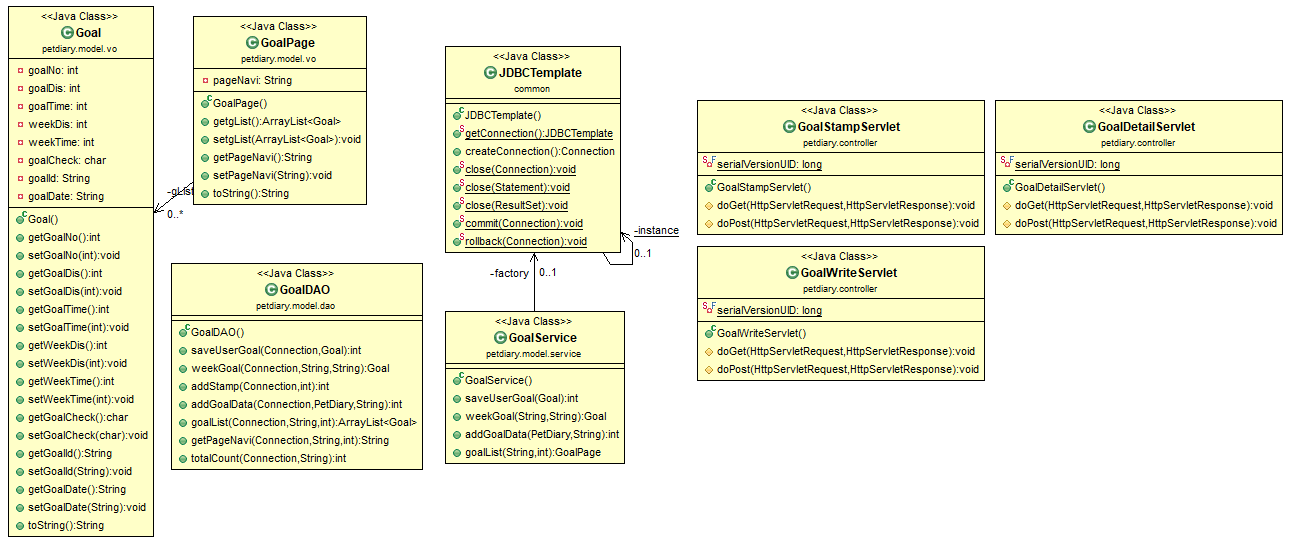 <<Java Class>>
Goal
petdiary.model.vo
goalNo: int
goalDis: int
goalTime: int
weekDis: int
weekTime: int
goalCheck: char
goalId: String
goalDate: String
Goal()
getGoalNo():int
setGoalNo(int):void
getGoalDis():int
setGoalDis(int):void
getGoalTime():int
setGoalTime(int):void
getWeekDis():int
setWeekDis(int):void
getWeekTime():int
setWeekTime(int):void
getGoalCheck():char
setGoalCheck(char):void
getGoalId():String
setGoalId(String):void
getGoalDate():String
setGoalDate(String):void
toString():String
<<Java Class>>
GoalPage
petdiary.model.vo
pageNavi: String
GoalPage()
getgList():ArrayList<Goal>
setgList(ArrayList<Goal>):void
getPageNavi():String
setPageNavi(String):void
toString():String
-gList
0..*
<<Java Class>>
GoalDAO
petdiary.model.dao
GoalDAO()
saveUserGoal(Connection,Goal):int
weekGoal(Connection,String,String):Goal
addStamp(Connection,int):int
addGoalData(Connection,PetDiary,String):int
goalList(Connection,String,int):ArrayList<Goal>
getPageNavi(Connection,String,int):String
totalCount(Connection,String):int
<<Java Class>>
JDBCTemplate
common
JDBCTemplate()
getConnection():JDBCTemplate
createConnection():Connection
close(Connection):void
close(Statement):void
close(ResultSet):void
commit(Connection):void
rollback(Connection):void
-instance
0..1
-factory
0..1
<<Java Class>>
GoalService
petdiary.model.service
GoalService()
saveUserGoal(Goal):int
weekGoal(String,String):Goal
addGoalData(PetDiary,String):int
goalList(String,int):GoalPage
<<Java Class>>
GoalStampServlet
petdiary.controller
serialVersionUID: long
GoalStampServlet()
doGet(HttpServletRequest,HttpServletResponse):void
doPost(HttpServletRequest,HttpServletResponse):void
<<Java Class>>
GoalDetailServlet
petdiary.controller
serialVersionUID: long
GoalDetailServlet()
doGet(HttpServletRequest,HttpServletResponse):void
doPost(HttpServletRequest,HttpServletResponse):void
<<Java Class>>
GoalWriteServlet
petdiary.controller
serialVersionUID: long
GoalWriteServlet()
doGet(HttpServletRequest,HttpServletResponse):void
doPost(HttpServletRequest,HttpServletResponse):void